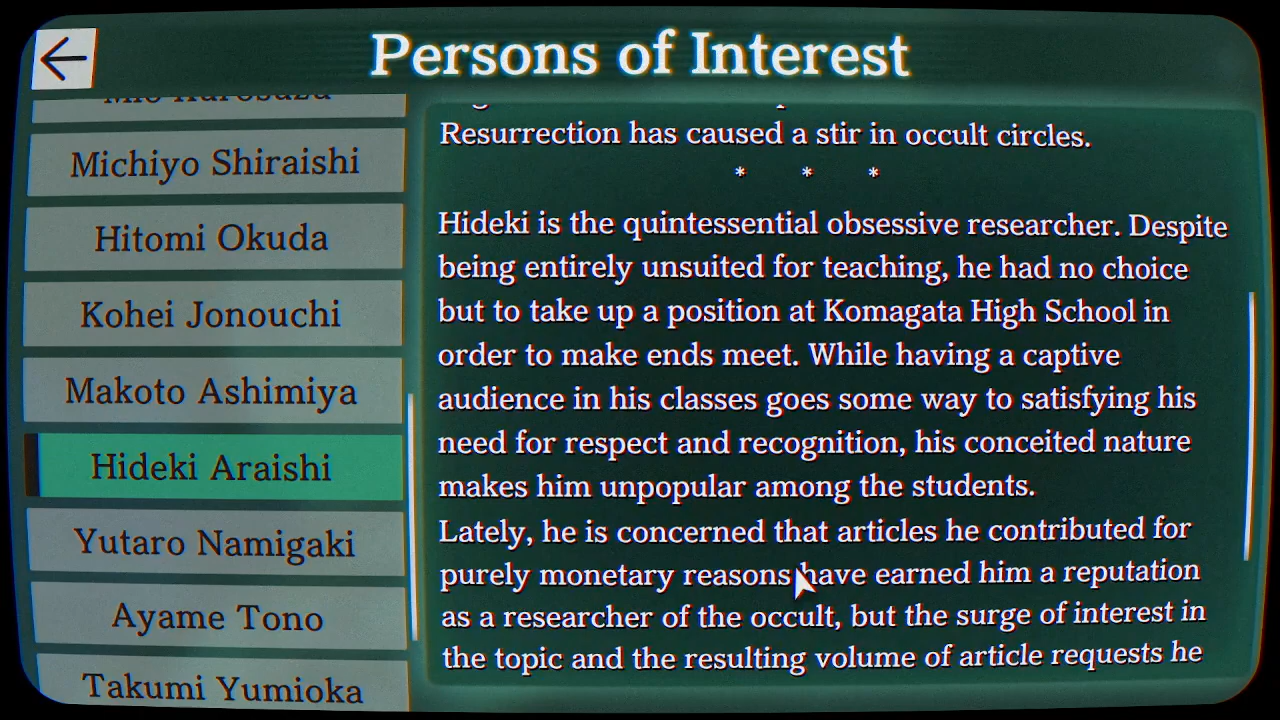 Persons of Interest
Michiyo Shiraishi
Hitomi Okuda
Kohei Jonouchi
Makoto Ashimiya
Hideki Araishi
Yutaro Namigaki
Ayame Tono
Takumi Yumioka
Resurrection has caused a stir in occult circles.
* * *
Hideki is the quintessential obsessive researcher. Despite
being entirely unsuited for teaching, he had no choice
but to take up a position at Komagata High School in
order to make ends meet. While having a captive
audience in his classes goes some way to satisfying his
need for respect and recognition, his conceited nature
makes him unpopular among the students.
Lately, he is concerned that articles he contributed for
purely monetary reasons have earned him a reputation
as a researcher of the occult, but the surge of interest in
the topic and the resulting volume of article requests he